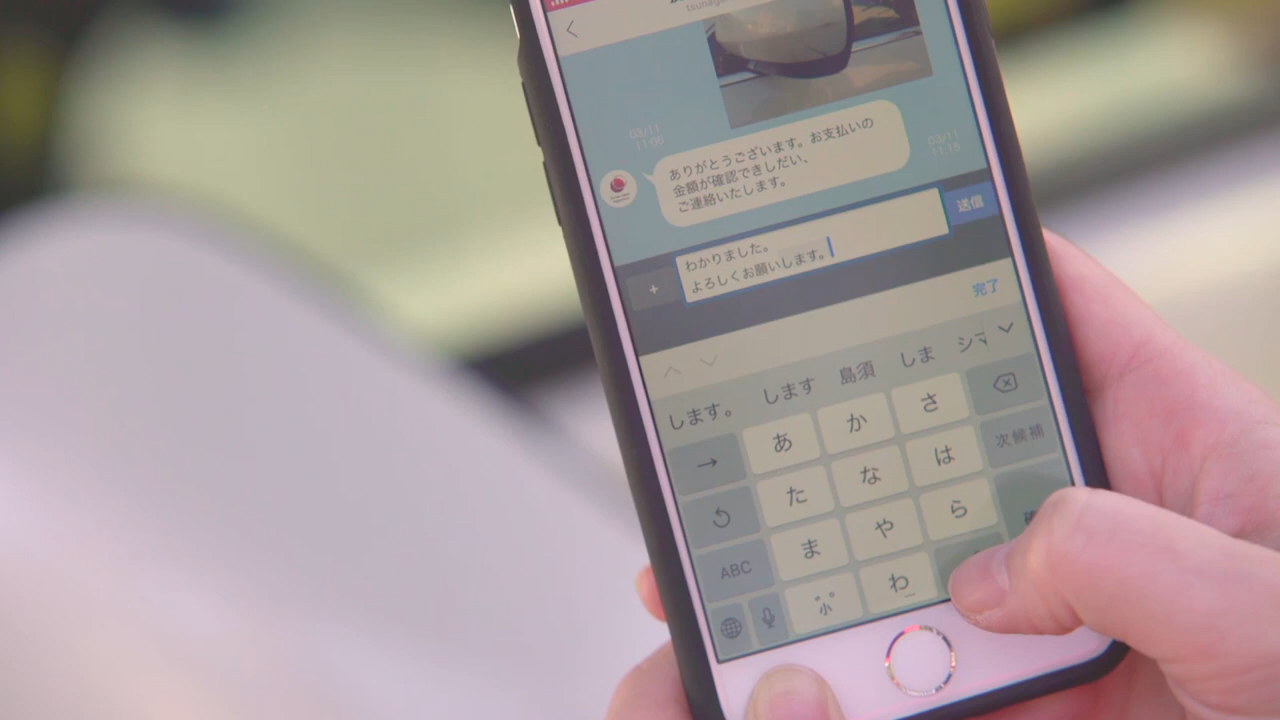 03/11
11:06
ありがとうございます。お支払いの
金額が確認できしだい、
ご連絡いたします。
03/11
11:15
わかりました。
よろしくお願いします。
送信
+
完了
します。 します 島須 しま シマ
→ あ か さ
た な は 次候補
ABC ま や ら
小 わ